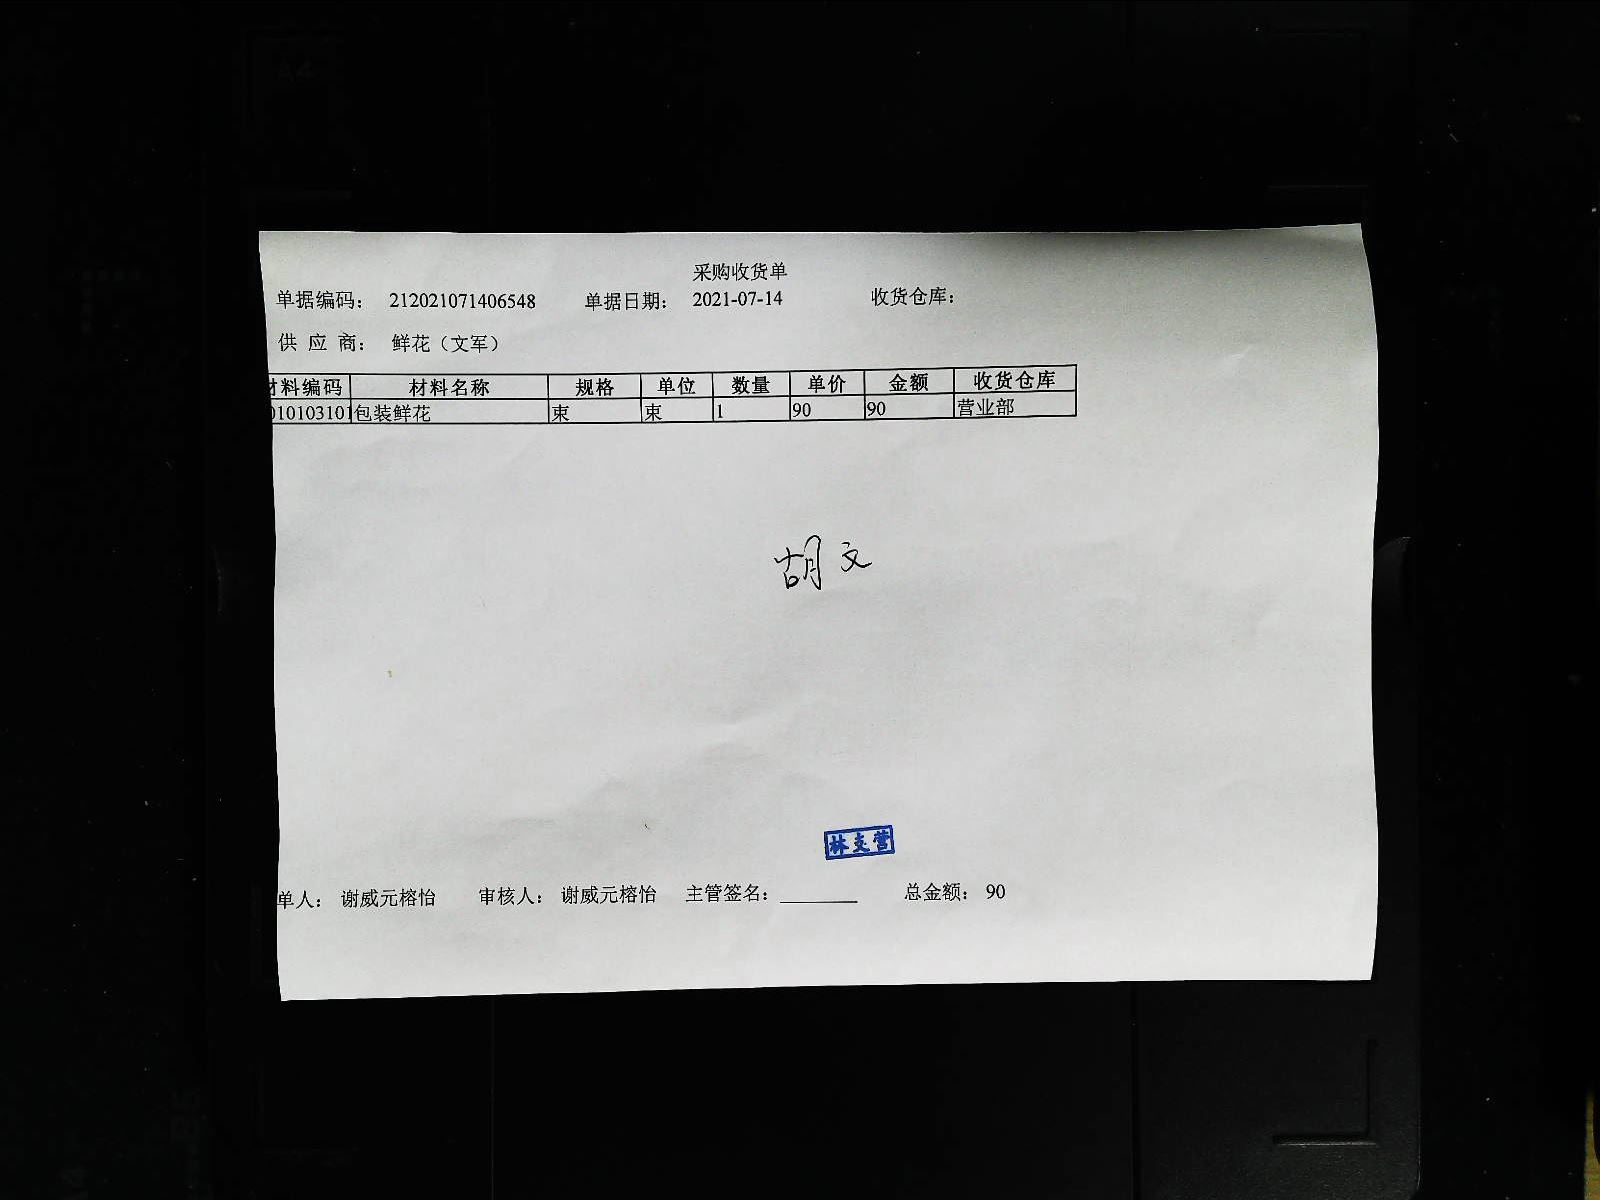 采购收货单
单据编码： 212021071406548 单据日期： 2021-07-14 收货仓库：
供 应 商： 鲜花（文军）
材料编码 材料名称 规格 单位 数量 单价 金额 收货仓库
010103101 包装鲜花 束 束 1 90 90 营业部
胡文
林支营
单人： 谢威元榕怡 审核人： 谢威元榕怡 主管签名：________ 总金额： 90